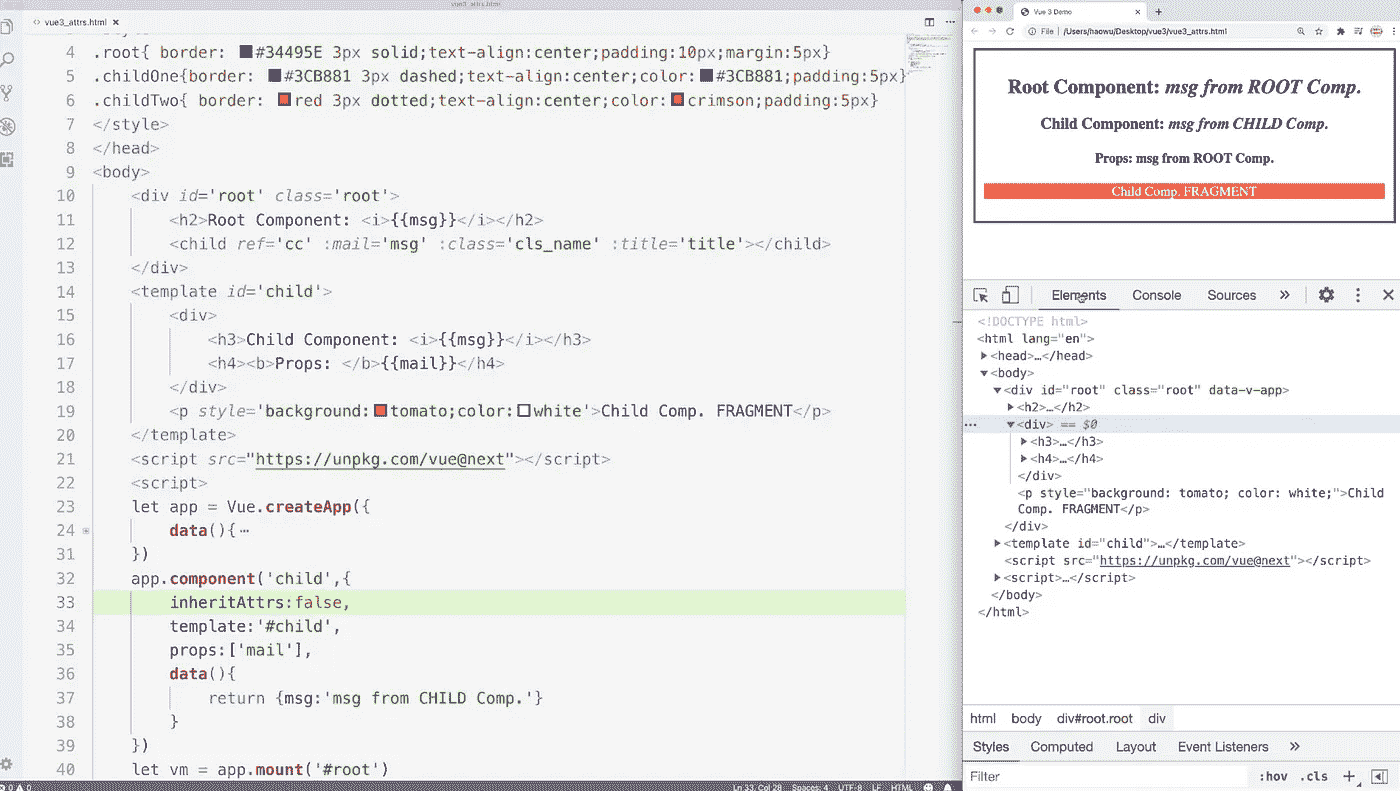 vue3_attrs.html
vue3_attrs.html
4 .root{ border: #34495E 3px solid;text-align:center;padding:10px;margin:5px}
5 .childOne{border: #3CB881 3px dashed;text-align:center;color:#3CB881;padding:5px}
6 .childTwo{ border: red 3px dotted;text-align:center;color:crimson;padding:5px}
7 </style>
8 </head>
9 <body>
10 <div id='root' class='root'>
11 <h2>Root Component: <i>{{msg}}</i></h2>
12 <child ref='cc' :mail='msg' :class='cls_name' :title='title'></child>
13 </div>
14 <template id='child'>
15 <div>
16 <h3>Child Component: <i>{{msg}}</i></h3>
17 <h4><b>Props: </b>{{mail}}</h4>
18 </div>
19 <p style='background:tomato;color:white'>Child Comp. FRAGMENT</p>
20 </template>
21 <script src="https://unpkg.com/vue@next"></script>
22 <script>
23 let app = Vue.createApp({
24 data(){…
31 })
32 app.component('child',{
33 inheritAttrs:false,
34 template:'#child',
35 props:['mail'],
36 data(){
37 return {msg:'msg from CHILD Comp.'}
38 }
39 })
40 let vm = app.mount('#root')
0 0
Ln 33, Col 28 Spaces: 4 UTF-8 LF HTML
Vue 3 Demo
File | /Users/haowu/Desktop/vue3/vue3_attrs.html
Root Component: msg from ROOT Comp.
Child Component: msg from CHILD Comp.
Props: msg from ROOT Comp.
Child Comp. FRAGMENT
Elements Console Sources »
<!DOCTYPE html>
<html lang="en">
<head>…</head>
<body>
<div id="root" class="root" data-v-app>
<h2>…</h2>
… <div> == $0
<h3>…</h3>
<h4>…</h4>
</div>
<p style="background: tomato; color: white;">Child
Comp. FRAGMENT</p>
</div>
<template id="child">…</template>
<script src="https://unpkg.com/vue@next"></script>
<script>…</script>
</body>
</html>
html body div#root.root div
Styles Computed Layout Event Listeners »
Filter :hov .cls +